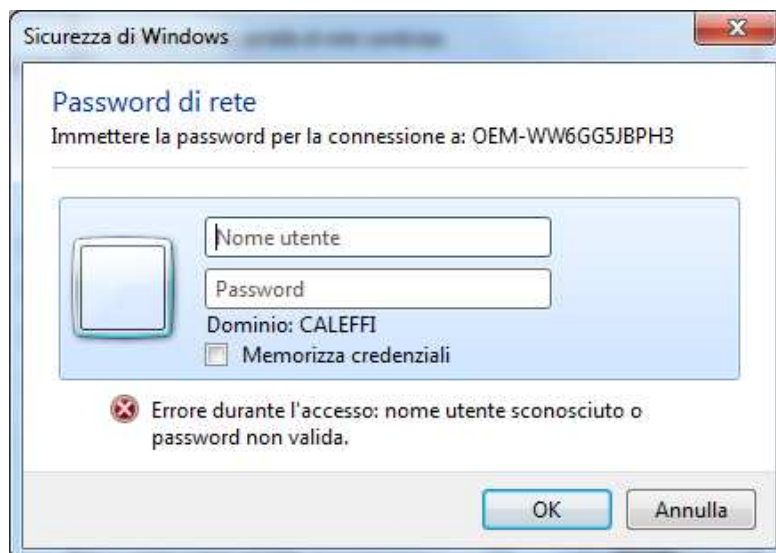 Sicurezza di Windows
Password di rete
Immettere la password per la connessione a: OEM-WW6GG5JBPH3
Nome utente
Password
Dominio: CALEFFI
Memorizza credenziali
Errore durante l'accesso: nome utente sconosciuto o
password non valida.
OK
Annulla